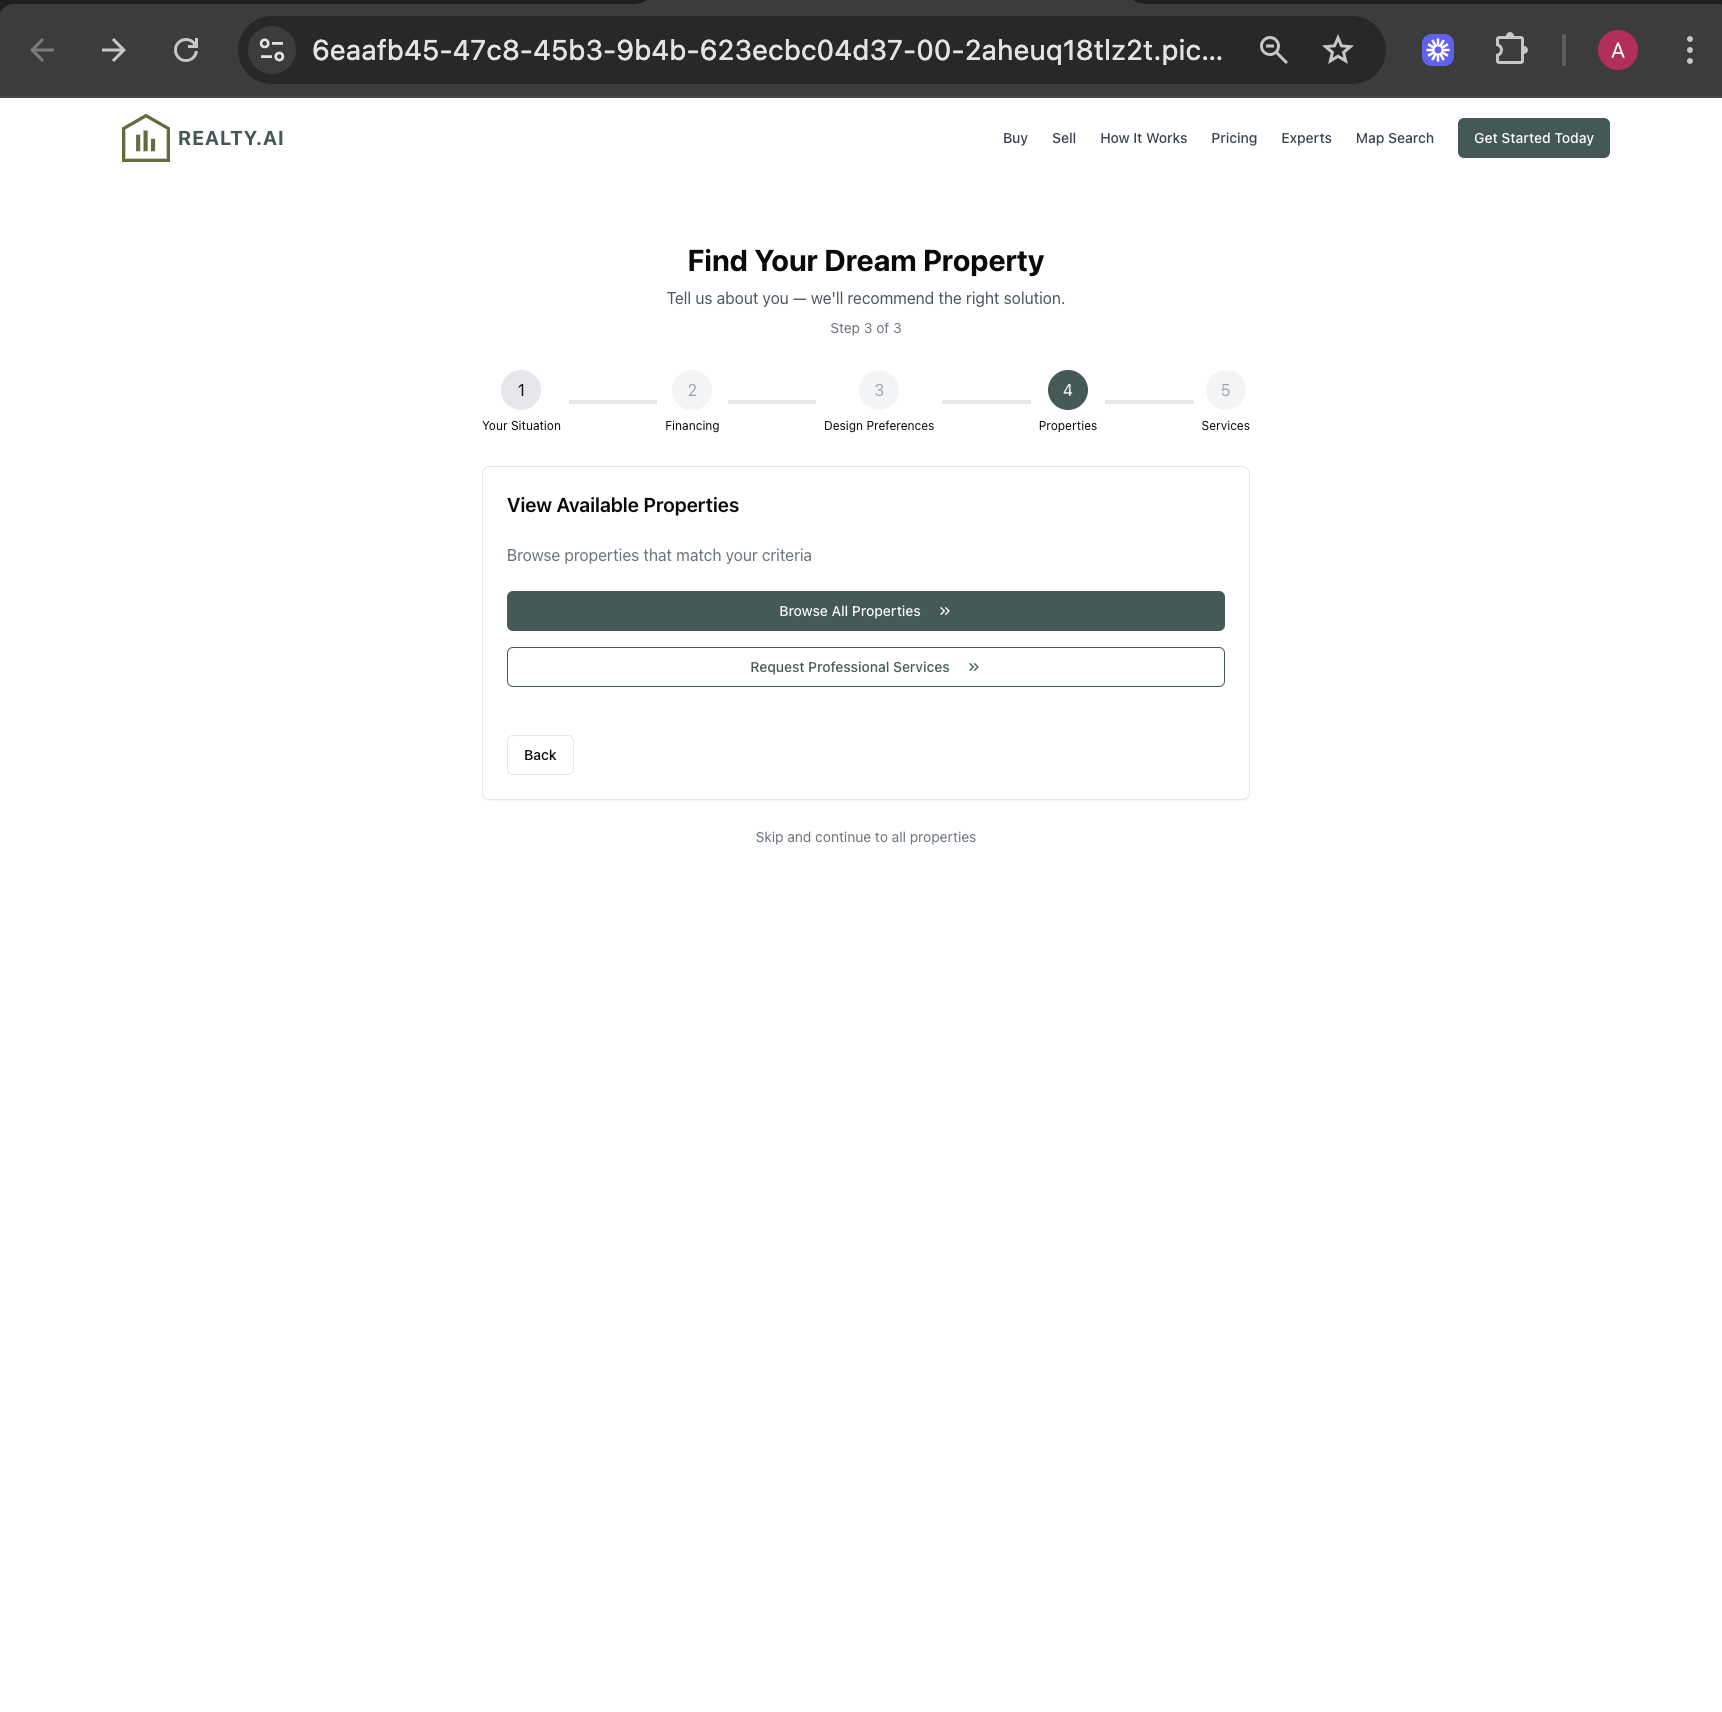 6eaafb45-47c8-45b3-9b4b-623ecbc04d37-00-2aheuq18tlz2t.pic...
A
REALTY.AI
Buy Sell How It Works Pricing Experts Map Search Get Started Today
Find Your Dream Property
Tell us about you — we'll recommend the right solution.
Step 3 of 3
1 2 3 4 5
Your Situation Financing Design Preferences Properties Services
View Available Properties
Browse properties that match your criteria
Browse All Properties »
Request Professional Services »
Back
Skip and continue to all properties